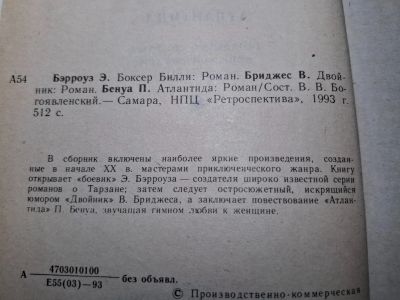 А54
Бэрроуз Э. Боксер Билли: Роман. Бриджес В. Двой-
ник: Роман. Бенуа П. Атлантида: Роман/Сост. В. В. Бо-
гоявленский.— Самара, НПЦ «Ретроспектива», 1993 г.
512 с.
В сборник включены наиболее яркие произведения, создан-
ные в начале XX в. мастерами приключенческого жанра. Книгу
открывает «боевик» Э. Бэрроуза — создателя широко известной серии
романов о Тарзане; затем следует остросюжетный, искрящийся
юмором «Двойник» В. Бриджеса, а заключает повествование «Атлан-
тида» П. Бенуа, звучащая гимном любви к женщине.
А 4703010100
Е55(03)—93 без объявл.
© Производственно-коммерческая